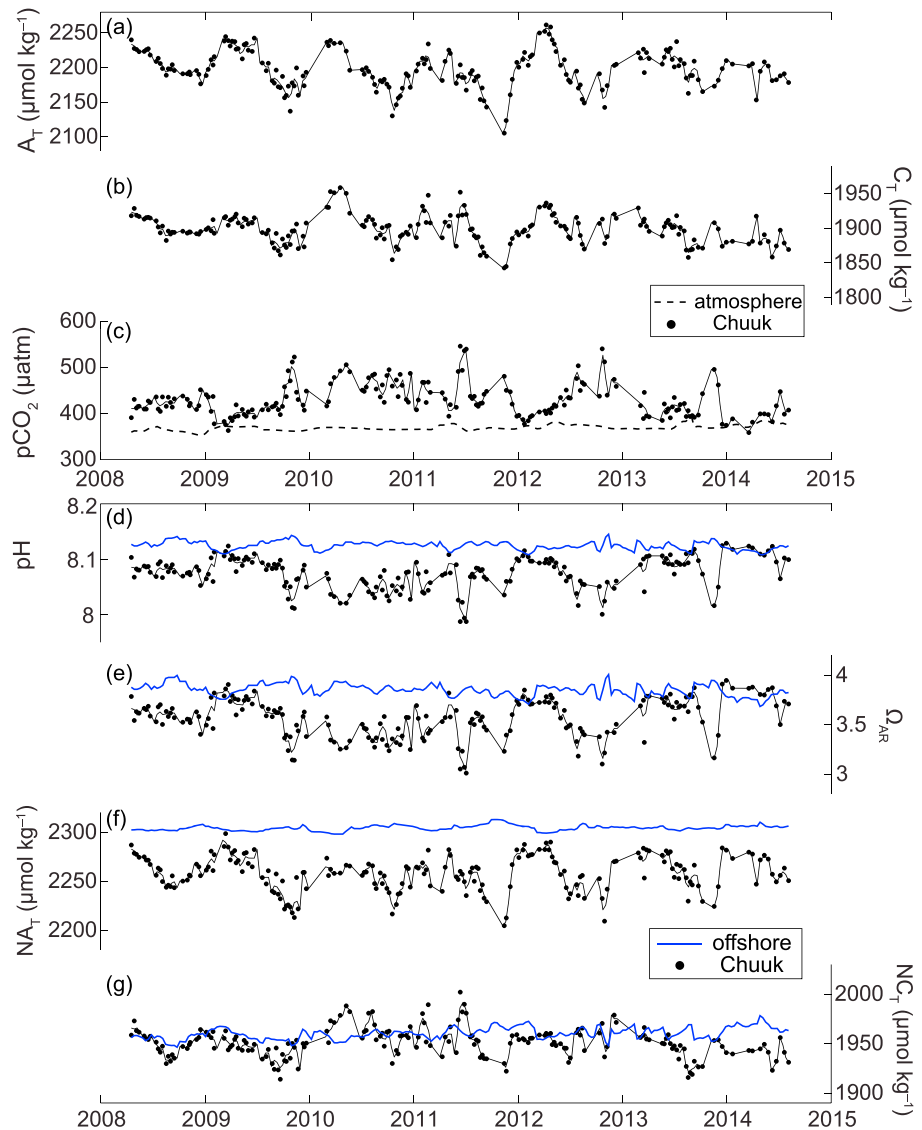 (a)
2250
2200
2150
2100
A_T (μmol kg⁻¹)
(b)
1950
1900
1850
1800
C_T (μmol kg⁻¹)
atmosphere
Chuuk
(c)
600
500
400
300
pCO₂ (μatm)
2008 2009 2010 2011 2012 2013 2014 2015
(d)
8.2
8.1
8
pH
(e)
4
3.5
3
Ω_AR
(f)
2300
2250
2200
NA_T (μmol kg⁻¹)
offshore
Chuuk
(g)
2000
1950
1900
NC_T (μmol kg⁻¹)
2008 2009 2010 2011 2012 2013 2014 2015